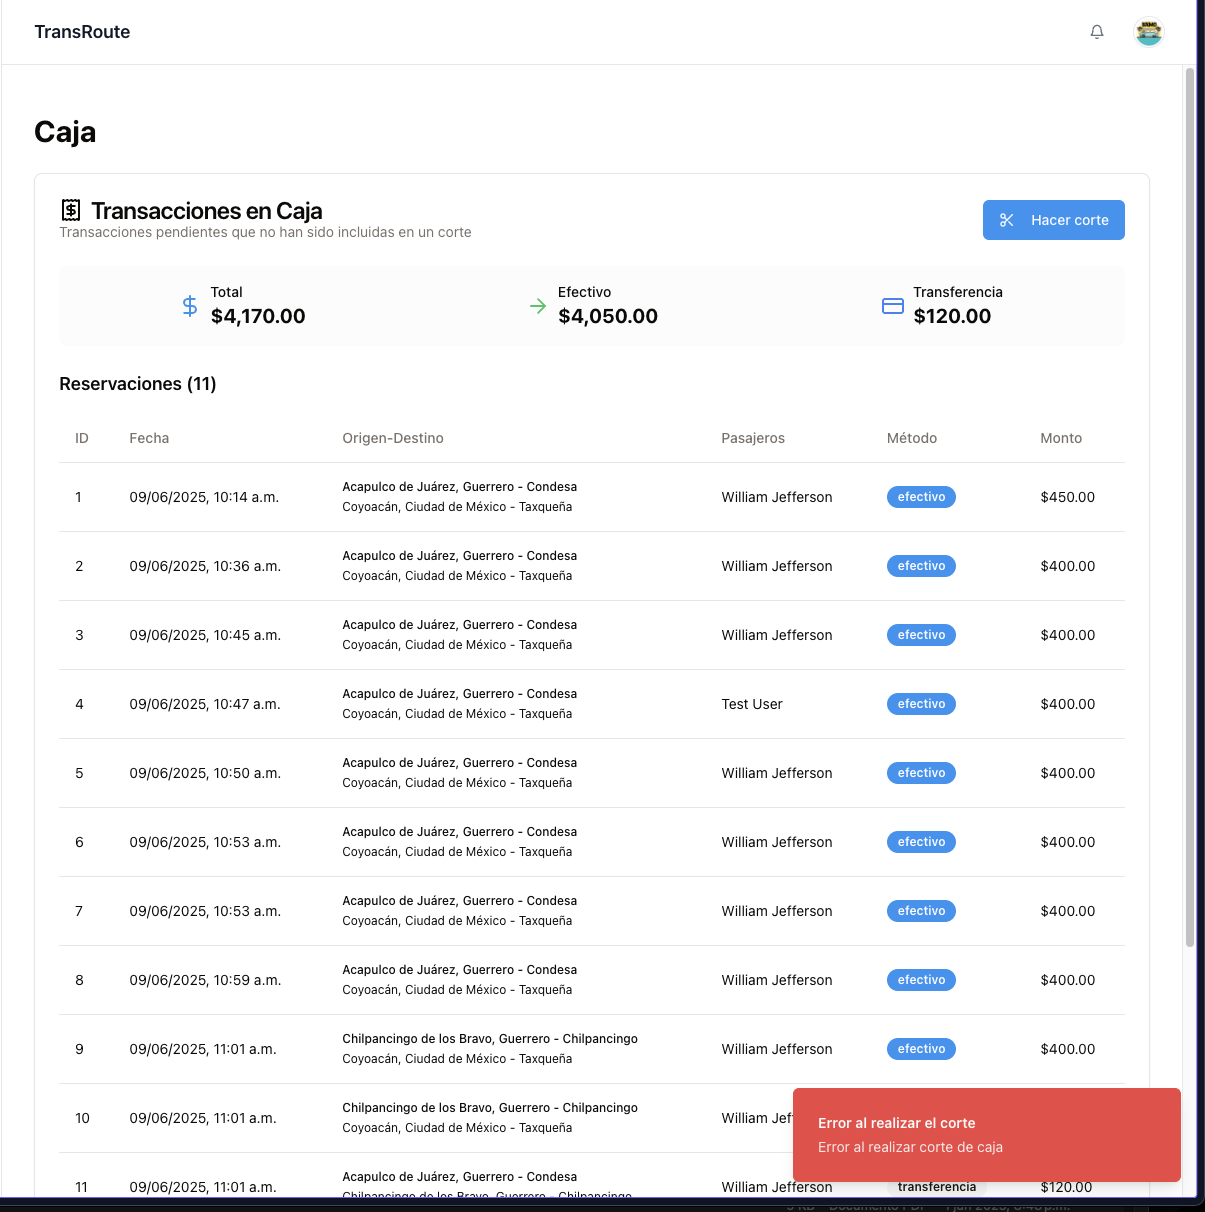 TransRoute
Caja
Transacciones en Caja
Transacciones pendientes que no han sido incluidas en un corte
Hacer corte
Total
$4,170.00
Efectivo
$4,050.00
Transferencia
$120.00
Reservaciones (11)
ID Fecha Origen-Destino Pasajeros Método Monto
1 09/06/2025, 10:14 a.m. Acapulco de Juárez, Guerrero - Condesa William Jefferson efectivo $450.00
Coyoacán, Ciudad de México - Taxqueña
2 09/06/2025, 10:36 a.m. Acapulco de Juárez, Guerrero - Condesa William Jefferson efectivo $400.00
Coyoacán, Ciudad de México - Taxqueña
3 09/06/2025, 10:45 a.m. Acapulco de Juárez, Guerrero - Condesa William Jefferson efectivo $400.00
Coyoacán, Ciudad de México - Taxqueña
4 09/06/2025, 10:47 a.m. Acapulco de Juárez, Guerrero - Condesa Test User efectivo $400.00
Coyoacán, Ciudad de México - Taxqueña
5 09/06/2025, 10:50 a.m. Acapulco de Juárez, Guerrero - Condesa William Jefferson efectivo $400.00
Coyoacán, Ciudad de México - Taxqueña
6 09/06/2025, 10:53 a.m. Acapulco de Juárez, Guerrero - Condesa William Jefferson efectivo $400.00
Coyoacán, Ciudad de México - Taxqueña
7 09/06/2025, 10:53 a.m. Acapulco de Juárez, Guerrero - Condesa William Jefferson efectivo $400.00
Coyoacán, Ciudad de México - Taxqueña
8 09/06/2025, 10:59 a.m. Acapulco de Juárez, Guerrero - Condesa William Jefferson efectivo $400.00
Coyoacán, Ciudad de México - Taxqueña
9 09/06/2025, 11:01 a.m. Chilpancingo de los Bravo, Guerrero - Chilpancingo William Jefferson efectivo $400.00
Coyoacán, Ciudad de México - Taxqueña
10 09/06/2025, 11:01 a.m. Chilpancingo de los Bravo, Guerrero - Chilpancingo William Jef
Coyoacán, Ciudad de México - Taxqueña
11 09/06/2025, 11:01 a.m. Acapulco de Juárez, Guerrero - Condesa William Jefferson transferencia $120.00
Chilpancingo de los Bravo, Guerrero - Chilpancingo
Error al realizar el corte
Error al realizar corte de caja